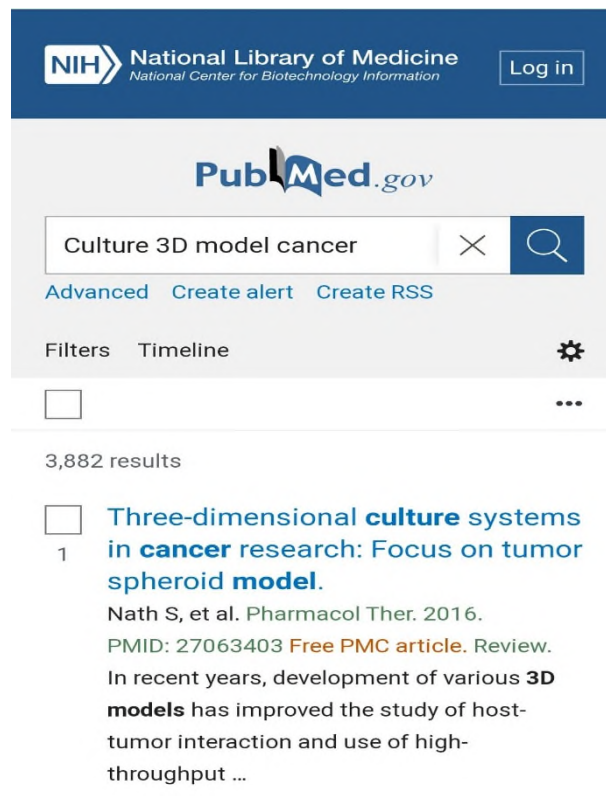 NIH National Library of Medicine
National Center for Biotechnology Information
Log in
PubMed.gov
Culture 3D model cancer
Advanced Create alert Create RSS
Filters Timeline
3,882 results
Three-dimensional culture systems
1 in cancer research: Focus on tumor
spheroid model.
Nath S, et al. Pharmacol Ther. 2016.
PMID: 27063403 Free PMC article. Review.
In recent years, development of various 3D
models has improved the study of host-
tumor interaction and use of high-
throughput ...